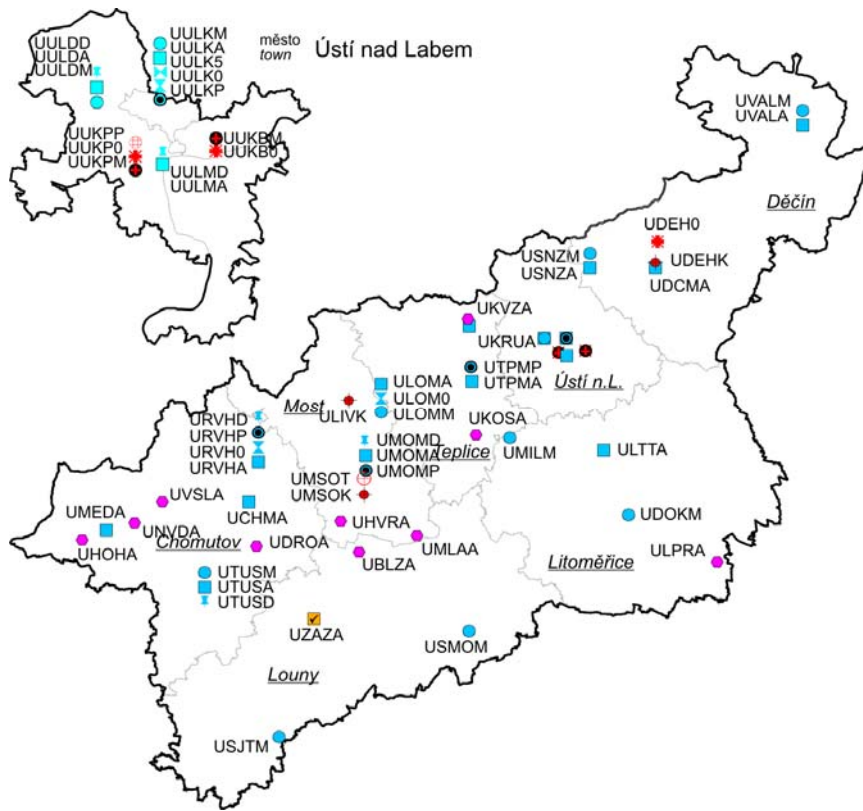 UULKM
UULDD
UULKA
město
UULDA
UULK5
town
Ústí nad Labem
UULDM
UULK0
UULKP
UVALM
UVALA
UUKPP
UUKBM
UUKP0
UUKB0
UUKPM
UULMD
UULMA
Děčín
UDEH0
USNZM
UDEHK
USNZA
UDCMA
UKVZA
UKRUA
UTPMP
UTPMA
Ústí n.L.
ULOMA
Most
ULOM0
ULIVK
ULOMM
URVHD
URVHP
URVH0
URVHA
UKOSA
UMOMD
UMOMA
Teplice
UMILM
ULTTA
UMOMP
UMSOT
UMSOK
UVSLA
UMEDA
UCHMA
UNVDA
UHVRA
UDOKM
Chomutov
UHOHA
UDROA
UMLAA
ULPRA
UBLZA
Litoměřice
UTUSM
UTUSA
UTUSD
UZAZA
USMOM
Louny
USJTM